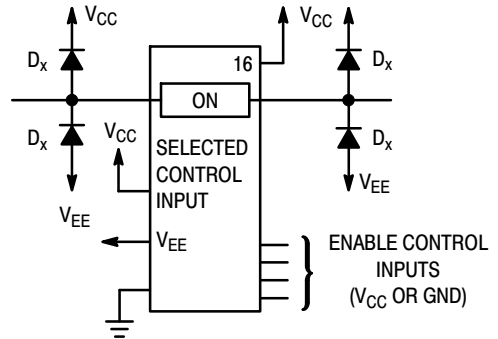 VCC
VCC
Dx
16
Dx
ON
Dx
VCC
SELECTED
CONTROL
INPUT
Dx
VEE
VEE
VEE
ENABLE CONTROL
INPUTS
(VCC OR GND)